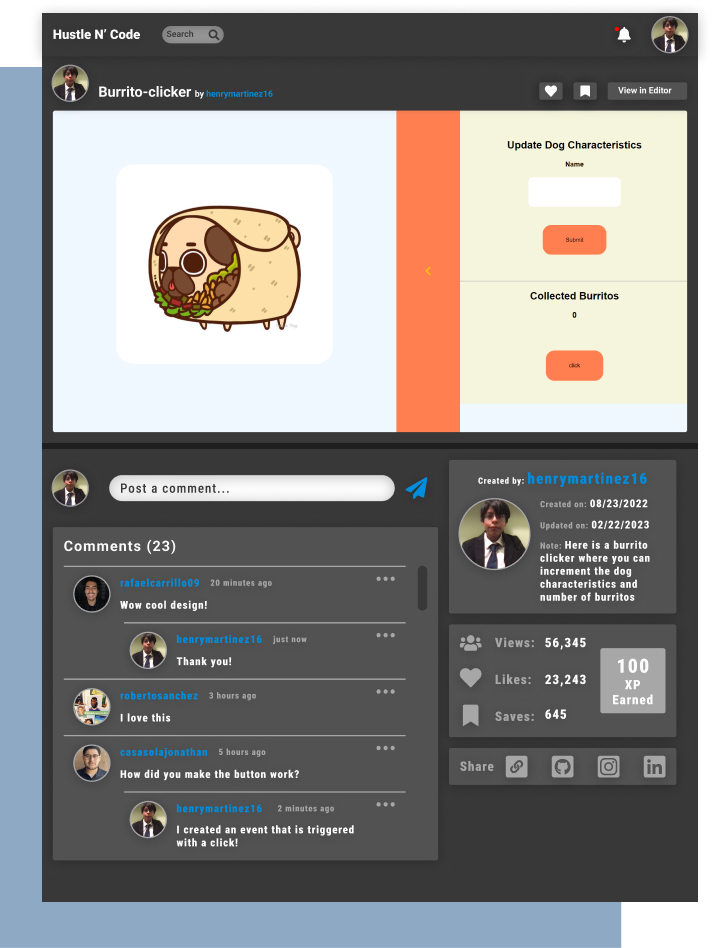 Hustle N' Code
Search
Burrito-clicker by henrymartinez16
View in Editor
Update Dog Characteristics
Name
Submit
Collected Burritos
0
click
Post a comment...
Comments (23)
rafaelcarrillo09 20 minutes ago
Wow cool design!
henrymartinez16 just now
Thank you!
robertosanchez 3 hours ago
I love this
casasolajonathan 5 hours ago
How did you make the button work?
henrymartinez16 2 minutes ago
I created an event that is triggered
with a click!
Created by: henrymartinez16
Created on: 08/23/2022
Updated on: 02/22/2023
Note: Here is a burrito
clicker where you can
increment the dog
characteristics and
number of burritos
Views: 56,345
Likes: 23,243
Saves: 645
100
XP
Earned
Share
in